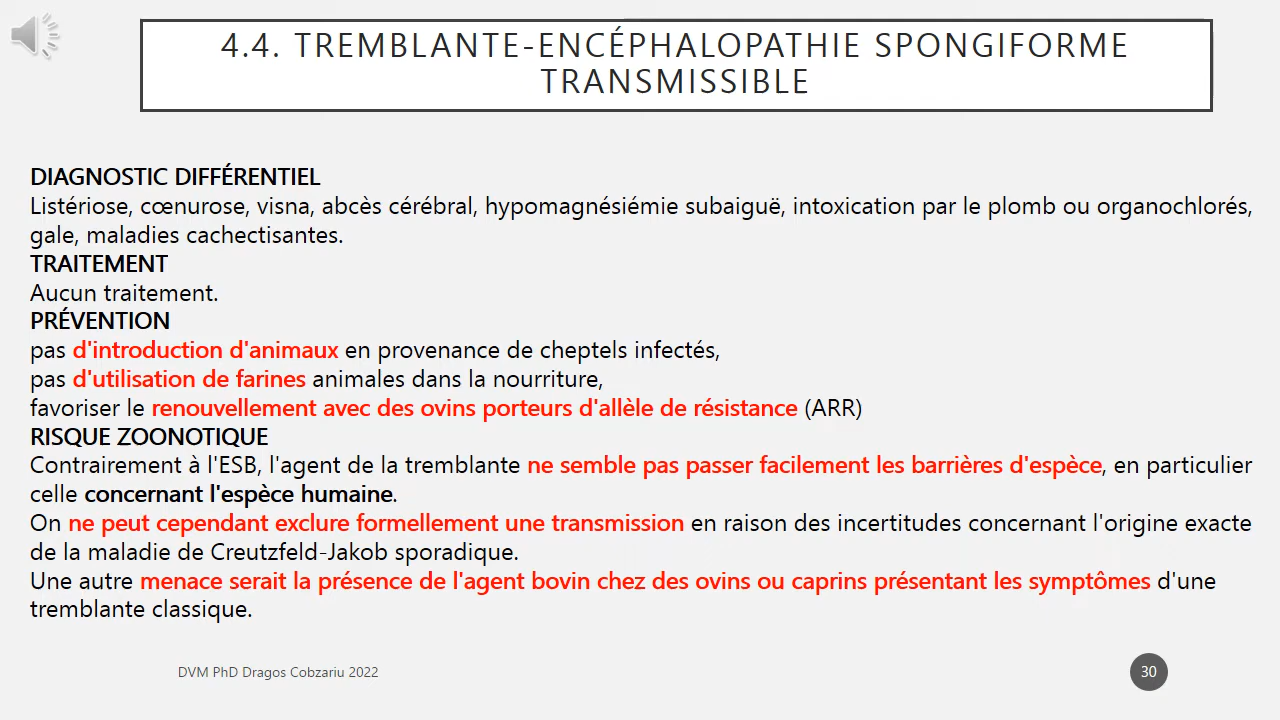 4.4. TREMBLANTE-ENCÉPHALOPATHIE SPONGIFORME
TRANSMISSIBLE
DIAGNOSTIC DIFFÉRENTIEL
Listériose, cœnurose, visna, abcès cérébral, hypomagnésiémie subaiguë, intoxication par le plomb ou organochlorés,
gale, maladies cachectisantes.
TRAITEMENT
Aucun traitement.
PRÉVENTION
pas d'introduction d'animaux en provenance de cheptels infectés,
pas d'utilisation de farines animales dans la nourriture,
favoriser le renouvellement avec des ovins porteurs d'allèle de résistance (ARR)
RISQUE ZOONOTIQUE
Contrairement à l'ESB, l'agent de la tremblante ne semble pas passer facilement les barrières d'espèce, en particulier
celle concernant l'espèce humaine.
On ne peut cependant exclure formellement une transmission en raison des incertitudes concernant l'origine exacte
de la maladie de Creutzfeld-Jakob sporadique.
Une autre menace serait la présence de l'agent bovin chez des ovins ou caprins présentant les symptômes d'une
tremblante classique.
DVM PhD Dragos Cobzariu 2022
30